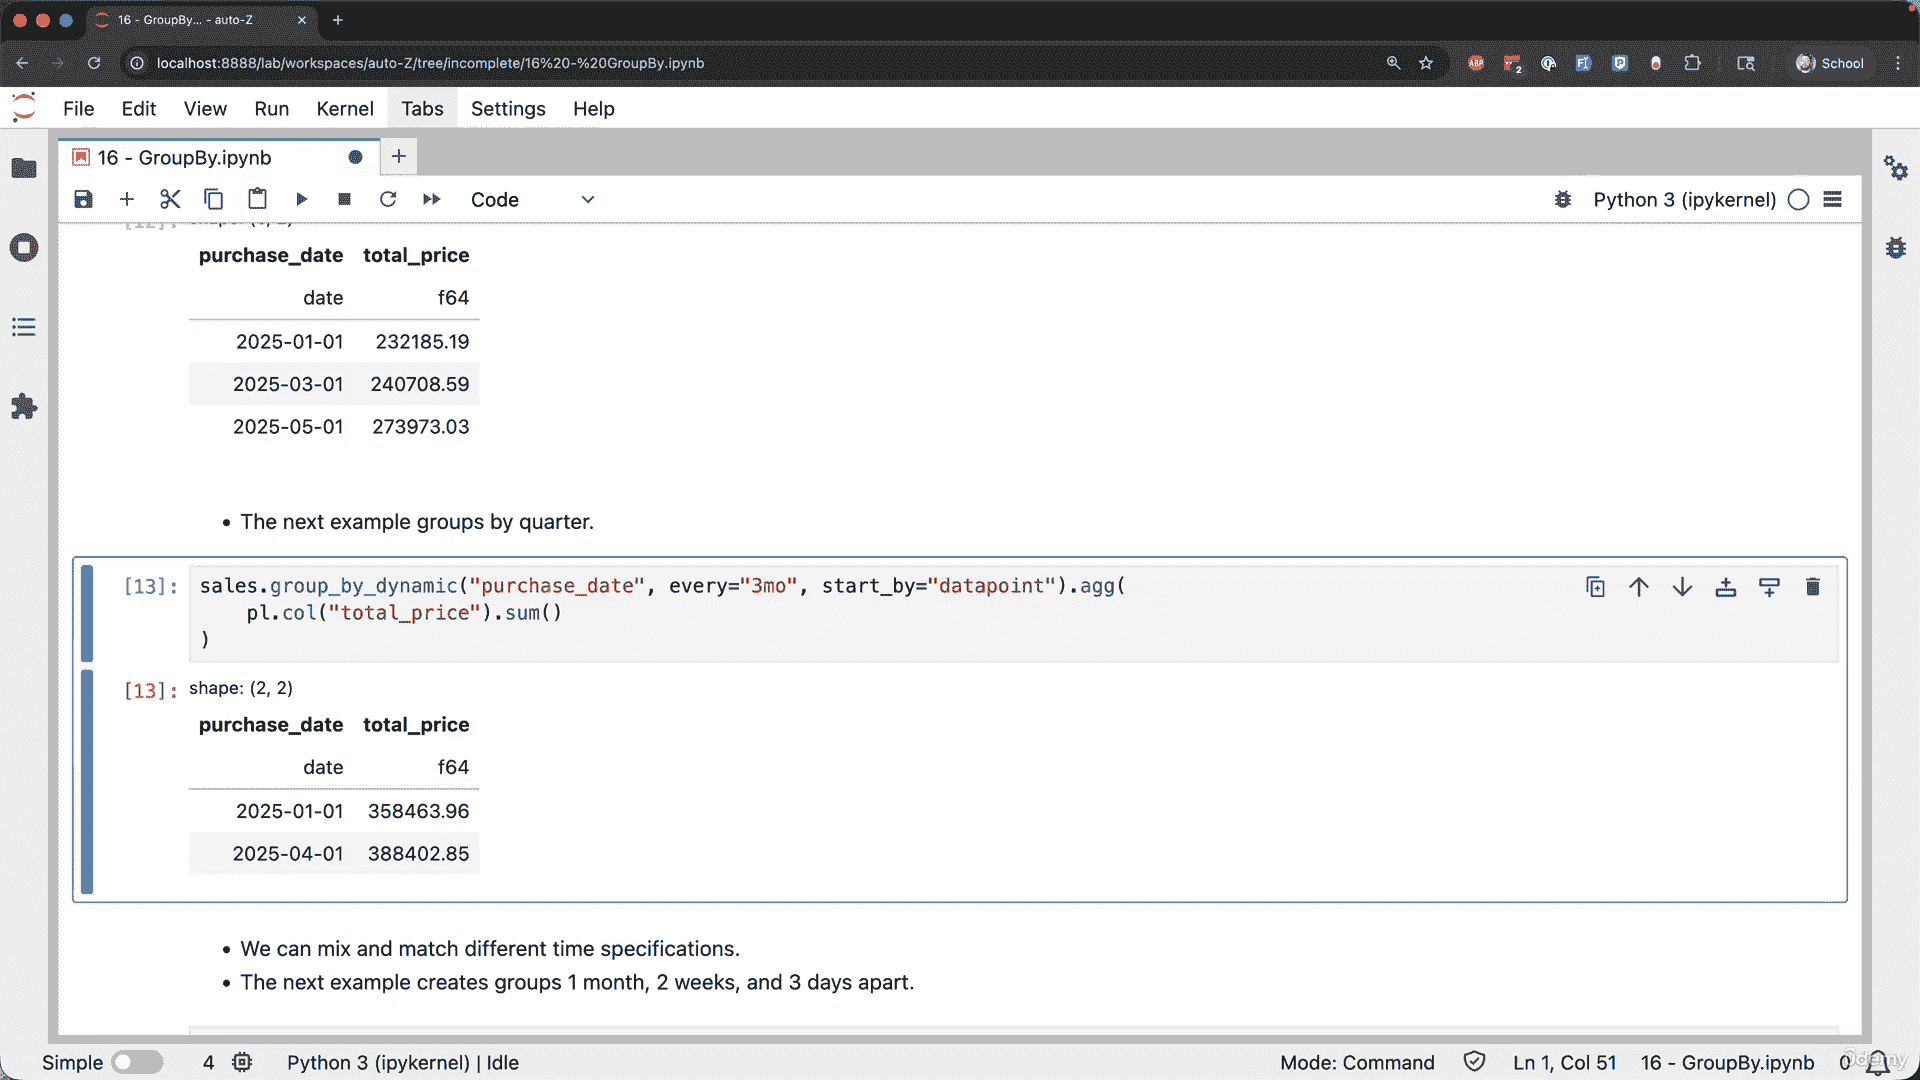 16 - GroupBy... - auto-Z
localhost:8888/lab/workspaces/auto-Z/tree/incomplete/16%20-%20GroupBy.ipynb
ABP
2
School
File Edit View Run Kernel Tabs Settings Help
16 - GroupBy.ipynb
Code
Python 3 (ipykernel)
purchase_date total_price
date f64
2025-01-01 232185.19
2025-03-01 240708.59
2025-05-01 273973.03
• The next example groups by quarter.
[13]: sales.group_by_dynamic("purchase_date", every="3mo", start_by="datapoint").agg(
pl.col("total_price").sum()
)
[13]: shape: (2, 2)
purchase_date total_price
date f64
2025-01-01 358463.96
2025-04-01 388402.85
• We can mix and match different time specifications.
• The next example creates groups 1 month, 2 weeks, and 3 days apart.
Simple 4 Python 3 (ipykernel) | Idle Mode: Command Ln 1, Col 51 16 - GroupBy.ipynb 0
udemy